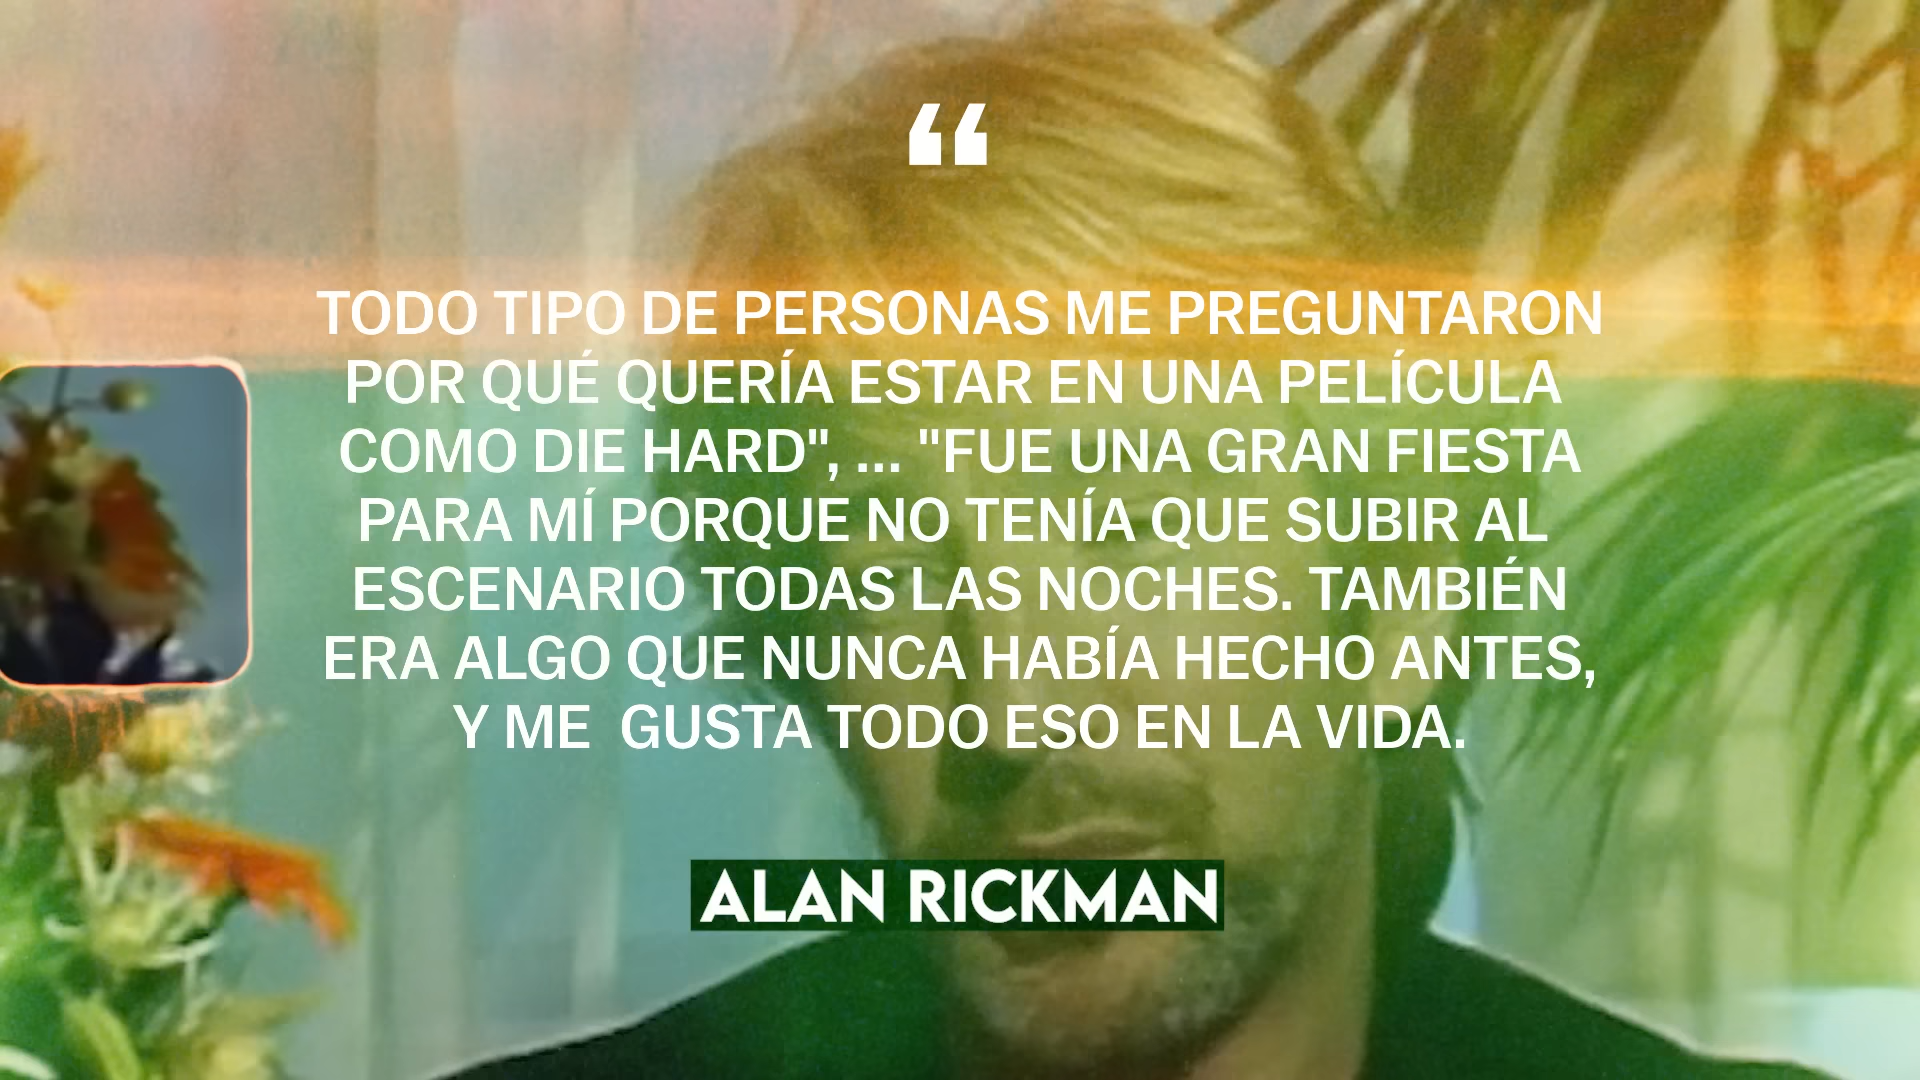 “
TODO TIPO DE PERSONAS ME PREGUNTARON
POR QUÉ QUERÍA ESTAR EN UNA PELÍCULA
COMO DIE HARD", ... "FUE UNA GRAN FIESTA
PARA MÍ PORQUE NO TENÍA QUE SUBIR AL
ESCENARIO TODAS LAS NOCHES. TAMBIÉN
ERA ALGO QUE NUNCA HABÍA HECHO ANTES,
Y ME  GUSTA TODO ESO EN LA VIDA.
ALAN RICKMAN